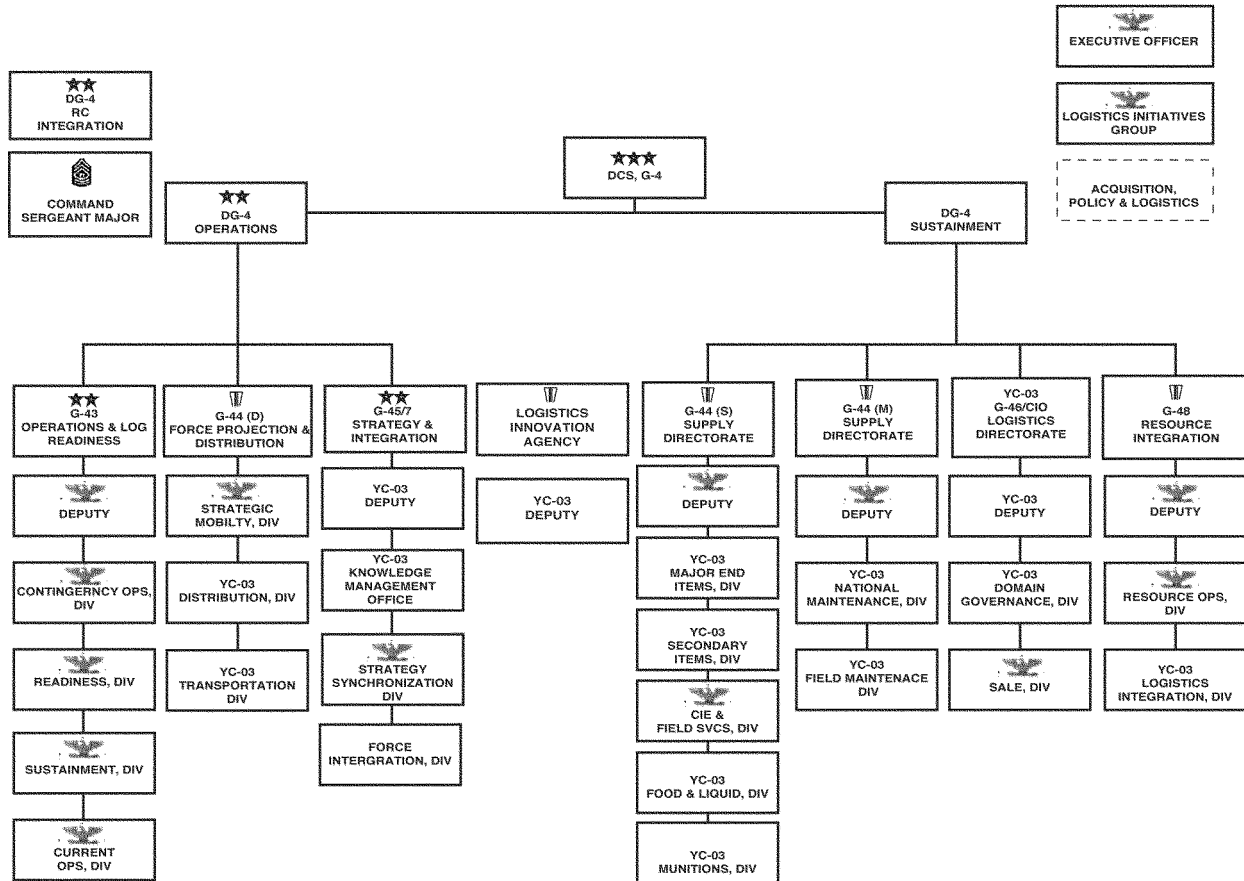 EXECUTIVE OFFICER
DG-4
RC
INTEGRATION
LOGISTICS INITIATIVES
GROUP
COMMAND
SERGEANT MAJOR
DCS, G-4
ACQUISITION,
POLICY & LOGISTICS
DG-4
OPERATIONS
DG-4
SUSTAINMENT
G-43
OPERATIONS & LOG
READINESS
DEPUTY
CONTINGERNCY OPS,
DIV
READINESS, DIV
SUSTAINMENT, DIV
CURRENT
OPS, DIV
G-44 (D)
FORCE PROJECTION &
DISTRIBUTION
STRATEGIC
MOBILTY, DIV
YC-03
DISTRIBUTION, DIV
YC-03
TRANSPORTATION
DIV
G-45/7
STRATEGY &
INTEGRATION
YC-03
DEPUTY
YC-03
KNOWLEDGE
MANAGEMENT
OFFICE
STRATEGY
SYNCHRONIZATION
DIV
FORCE
INTERGRATION, DIV
LOGISTICS
INNOVATION
AGENCY
YC-03
DEPUTY
G-44 (S)
SUPPLY
DIRECTORATE
DEPUTY
YC-03
MAJOR END
ITEMS, DIV
YC-03
SECONDARY
ITEMS, DIV
CIE &
FIELD SVCS, DIV
YC-03
FOOD & LIQUID, DIV
YC-03
MUNITIONS, DIV
G-44 (M)
SUPPLY
DIRECTORATE
DEPUTY
YC-03
NATIONAL
MAINTENANCE, DIV
YC-03
FIELD MAINTENACE
DIV
YC-03
G-46/CIO
LOGISTICS
DIRECTORATE
YC-03
DEPUTY
YC-03
DOMAIN
GOVERNANCE, DIV
SALE, DIV
G-48
RESOURCE
INTEGRATION
DEPUTY
RESOURCE OPS,
DIV
YC-03
LOGISTICS
INTEGRATION, DIV